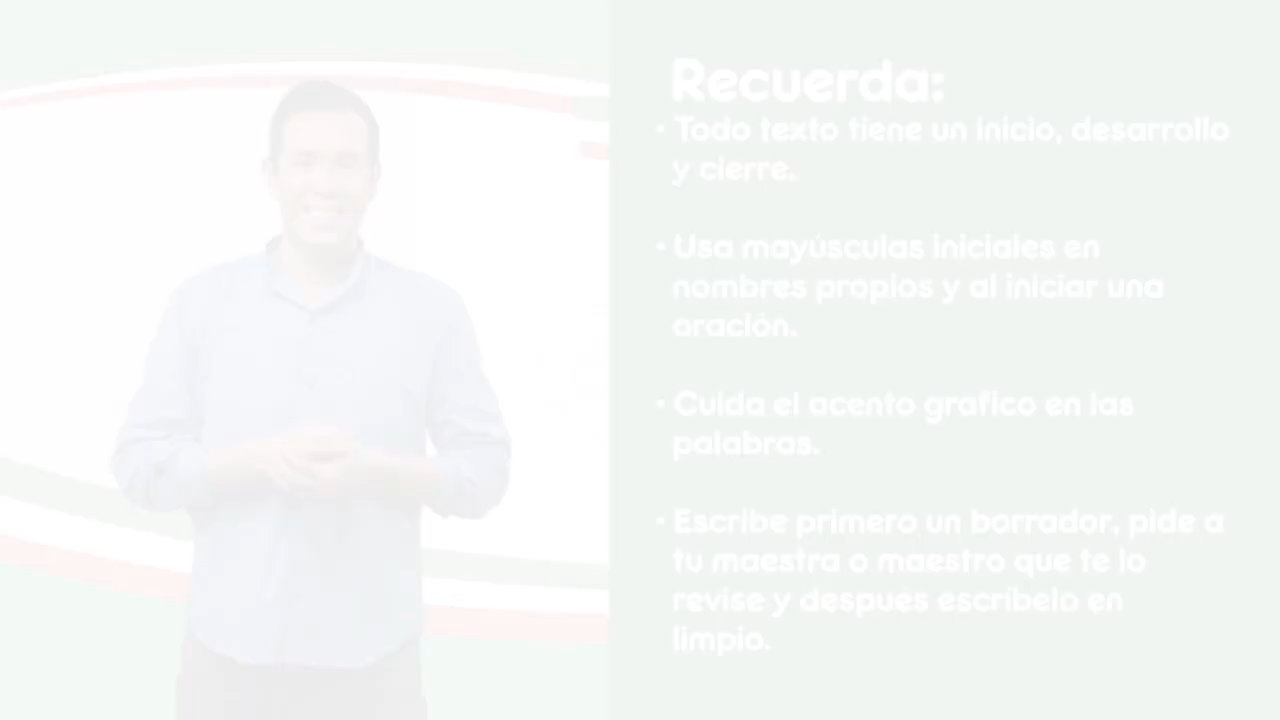 Recuerda:
• Todo texto tiene un inicio, desarrollo
y cierre.
• Usa mayúsculas iniciales en
nombres propios y al iniciar una
oración.
• Cuida el acento gráfico en las
palabras.
• Escribe primero un borrador, pide a
tu maestra o maestro que te lo
revise y después escríbelo en
limpio.